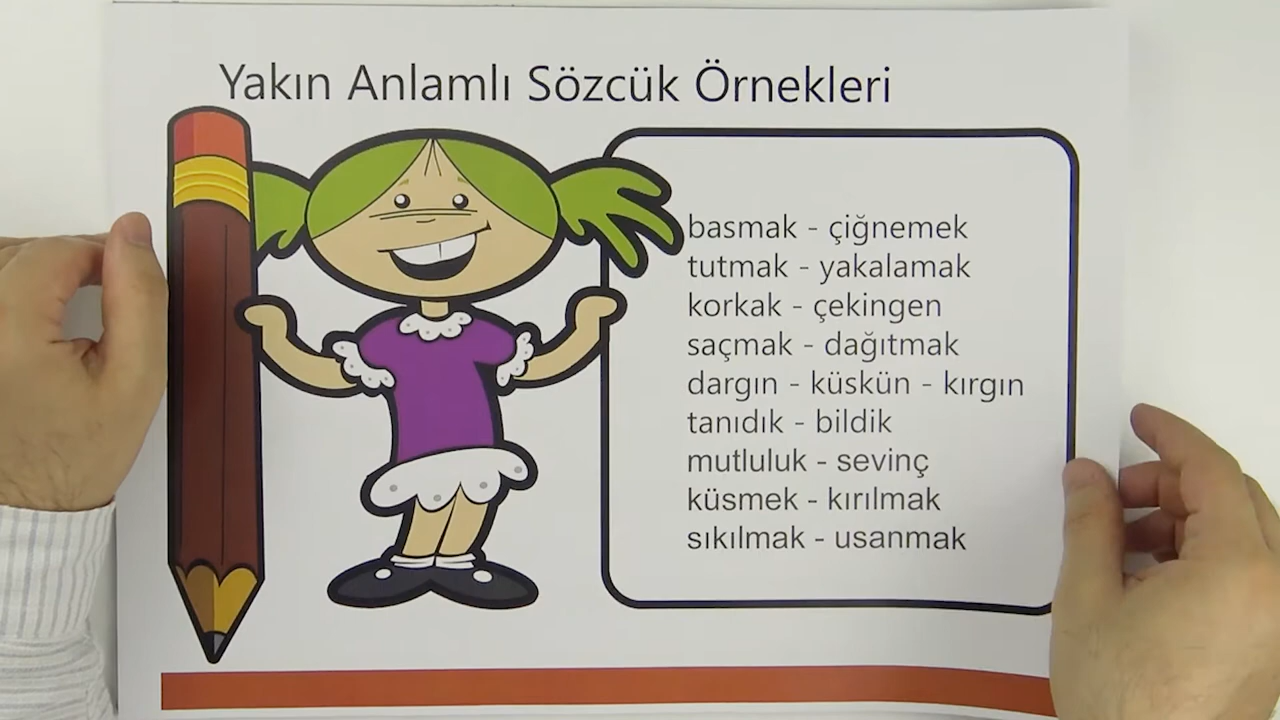 Yakın Anlamlı Sözcük Örnekleri
basmak - çiğnemek
tutmak - yakalamak
korkak - çekingen
saçmak - dağıtmak
dargın - küskün - kırgın
tanıdık - bildik
mutluluk - sevinç
küsmek - kırılmak
sıkılmak - usanmak